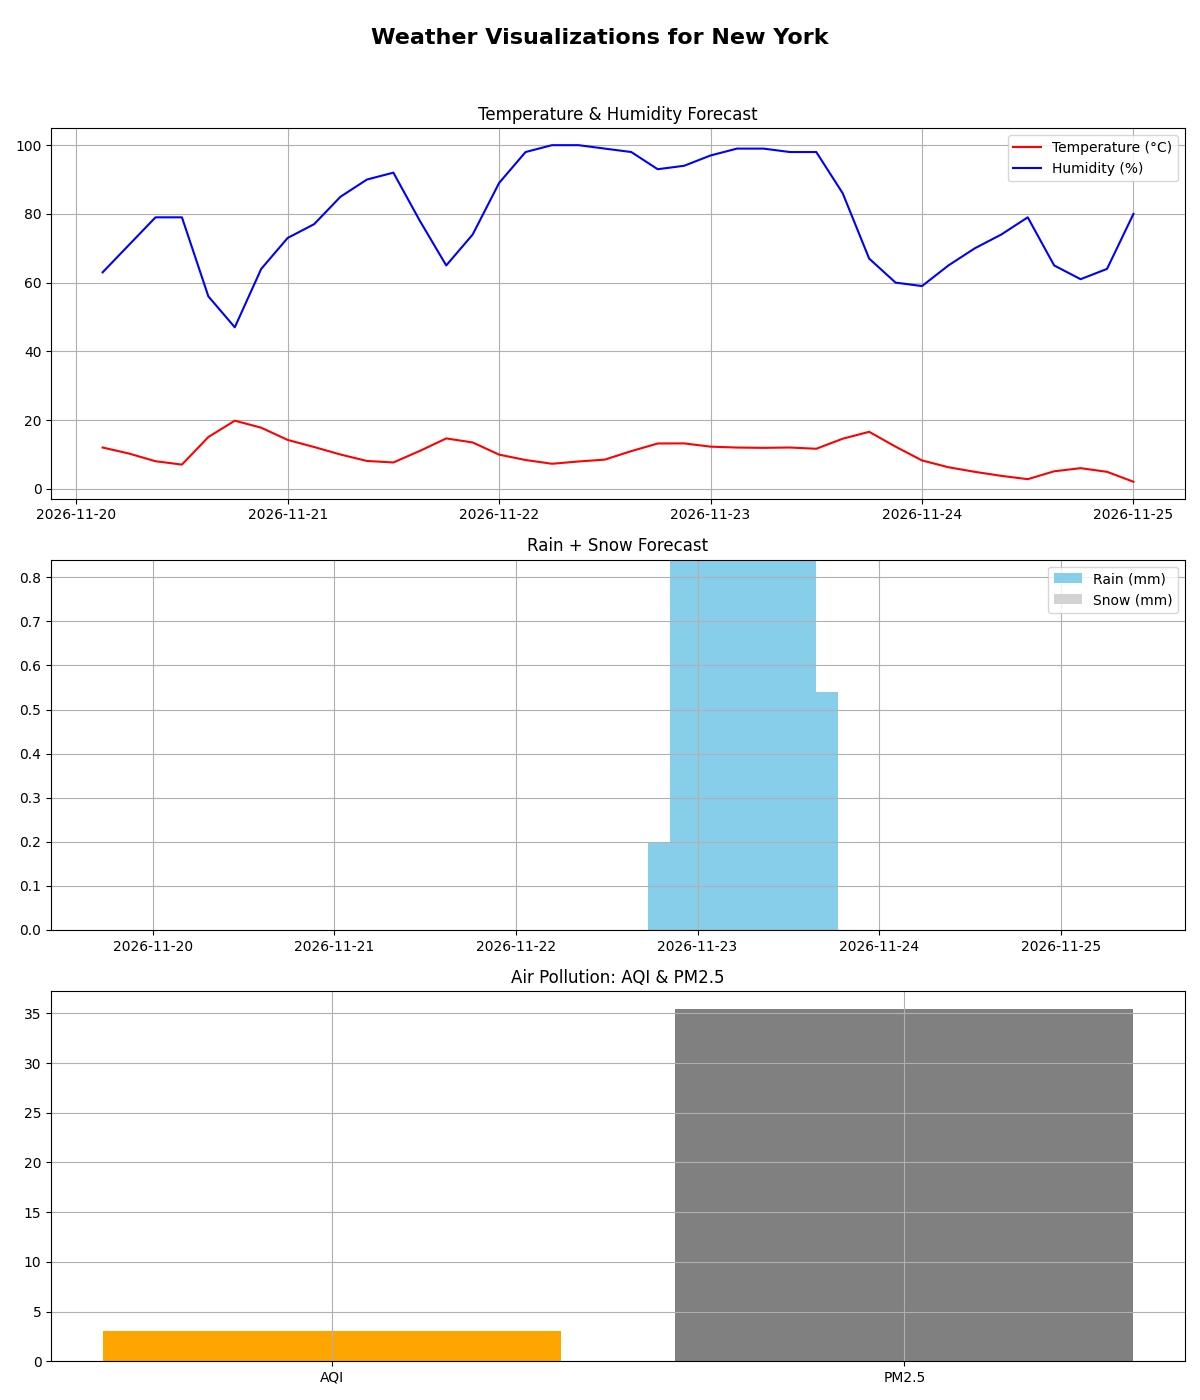 Weather Visualizations for New York
Temperature & Humidity Forecast
100
80
60
40
20
0
Temperature (°C)
Humidity (%)
2026-11-20 2026-11-21 2026-11-22 2026-11-23 2026-11-24 2026-11-25
Rain + Snow Forecast
0.8
0.7
0.6
0.5
0.4
0.3
0.2
0.1
0.0
Rain (mm)
Snow (mm)
2026-11-20 2026-11-21 2026-11-22 2026-11-23 2026-11-24 2026-11-25
Air Pollution: AQI & PM2.5
35
30
25
20
15
10
5
0
AQI PM2.5